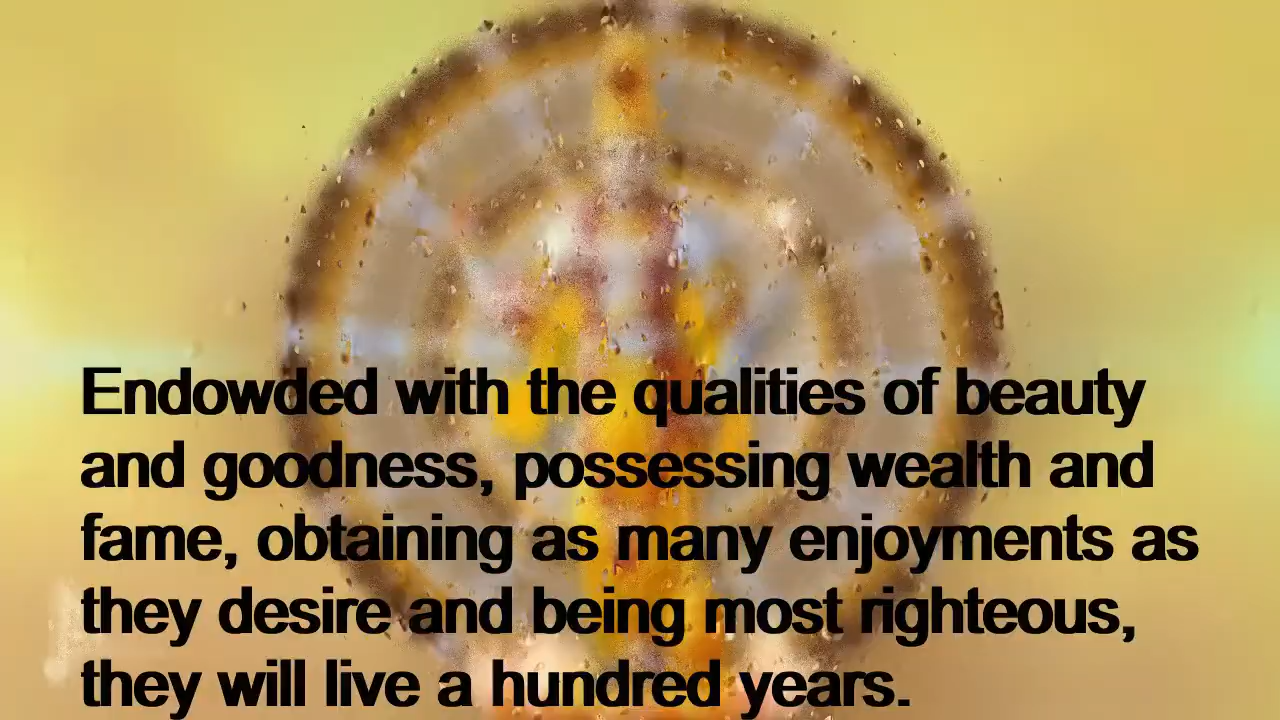 Endowded with the qualities of beauty
and goodness, possessing wealth and
fame, obtaining as many enjoyments as
they desire and being most righteous,
they will live a hundred years.